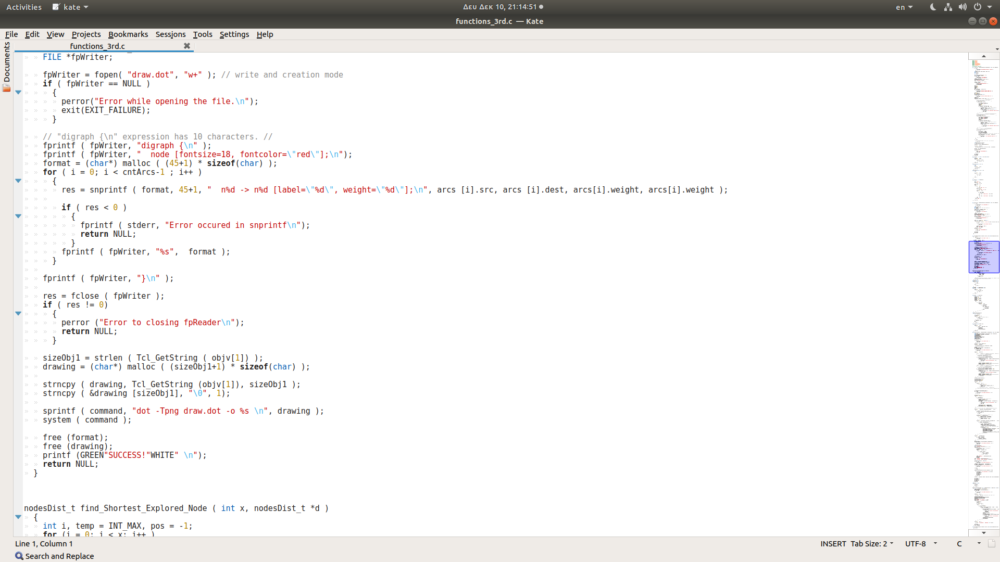 Activities kate Δευ Δεκ 10, 21:14:51 en
functions_3rd.c — Kate
File Edit View Projects Bookmarks Sessions Tools Settings Help
functions_3rd.c
Documents
FILE *fpWriter;
fpWriter = fopen( "draw.dot", "w+" ); // write and creation mode
if ( fpWriter == NULL )
{
perror("Error while opening the file.\n");
exit(EXIT_FAILURE);
}
// "digraph {\n" expression has 10 characters. //
fprintf ( fpWriter, "digraph {\n" );
fprintf ( fpWriter, "  node [fontsize=18, fontcolor=\"red\"];\n");
format = (char*) malloc ( (45+1) * sizeof(char) );
for ( i = 0; i < cntArcs-1 ; i++ )
{
res = snprintf ( format, 45+1, "  n%d -> n%d [label=\"%d\", weight=\"%d\"];\n", arcs [i].src, arcs [i].dest, arcs[i].weight, arcs[i].weight );
if ( res < 0 )
{
fprintf ( stderr, "Error occured in snprintf\n");
return NULL;
}
fprintf ( fpWriter, "%s",  format );
}
fprintf ( fpWriter, "}\n" );
res = fclose ( fpWriter );
if ( res != 0)
{
perror ("Error to closing fpReader\n");
return NULL;
}
sizeObj1 = strlen ( Tcl_GetString ( objv[1]) );
drawing = (char*) malloc ( (sizeObj1+1) * sizeof(char) );
strncpy ( drawing, Tcl_GetString (objv[1]), sizeObj1 );
strncpy ( &drawing [sizeObj1], "\0", 1);
sprintf ( command, "dot -Tpng draw.dot -o %s \n", drawing );
system ( command );
free (format);
free (drawing);
printf (GREEN"SUCCESS!"WHITE" \n");
return NULL;
}
nodesDist_t find_Shortest_Explored_Node ( int x, nodesDist_t *d )
{
int i, temp = INT_MAX, pos = -1;
for (i = 0; i < x; i++ )
Line 1, Column 1 INSERT Tab Size: 2 UTF-8 C
Search and Replace